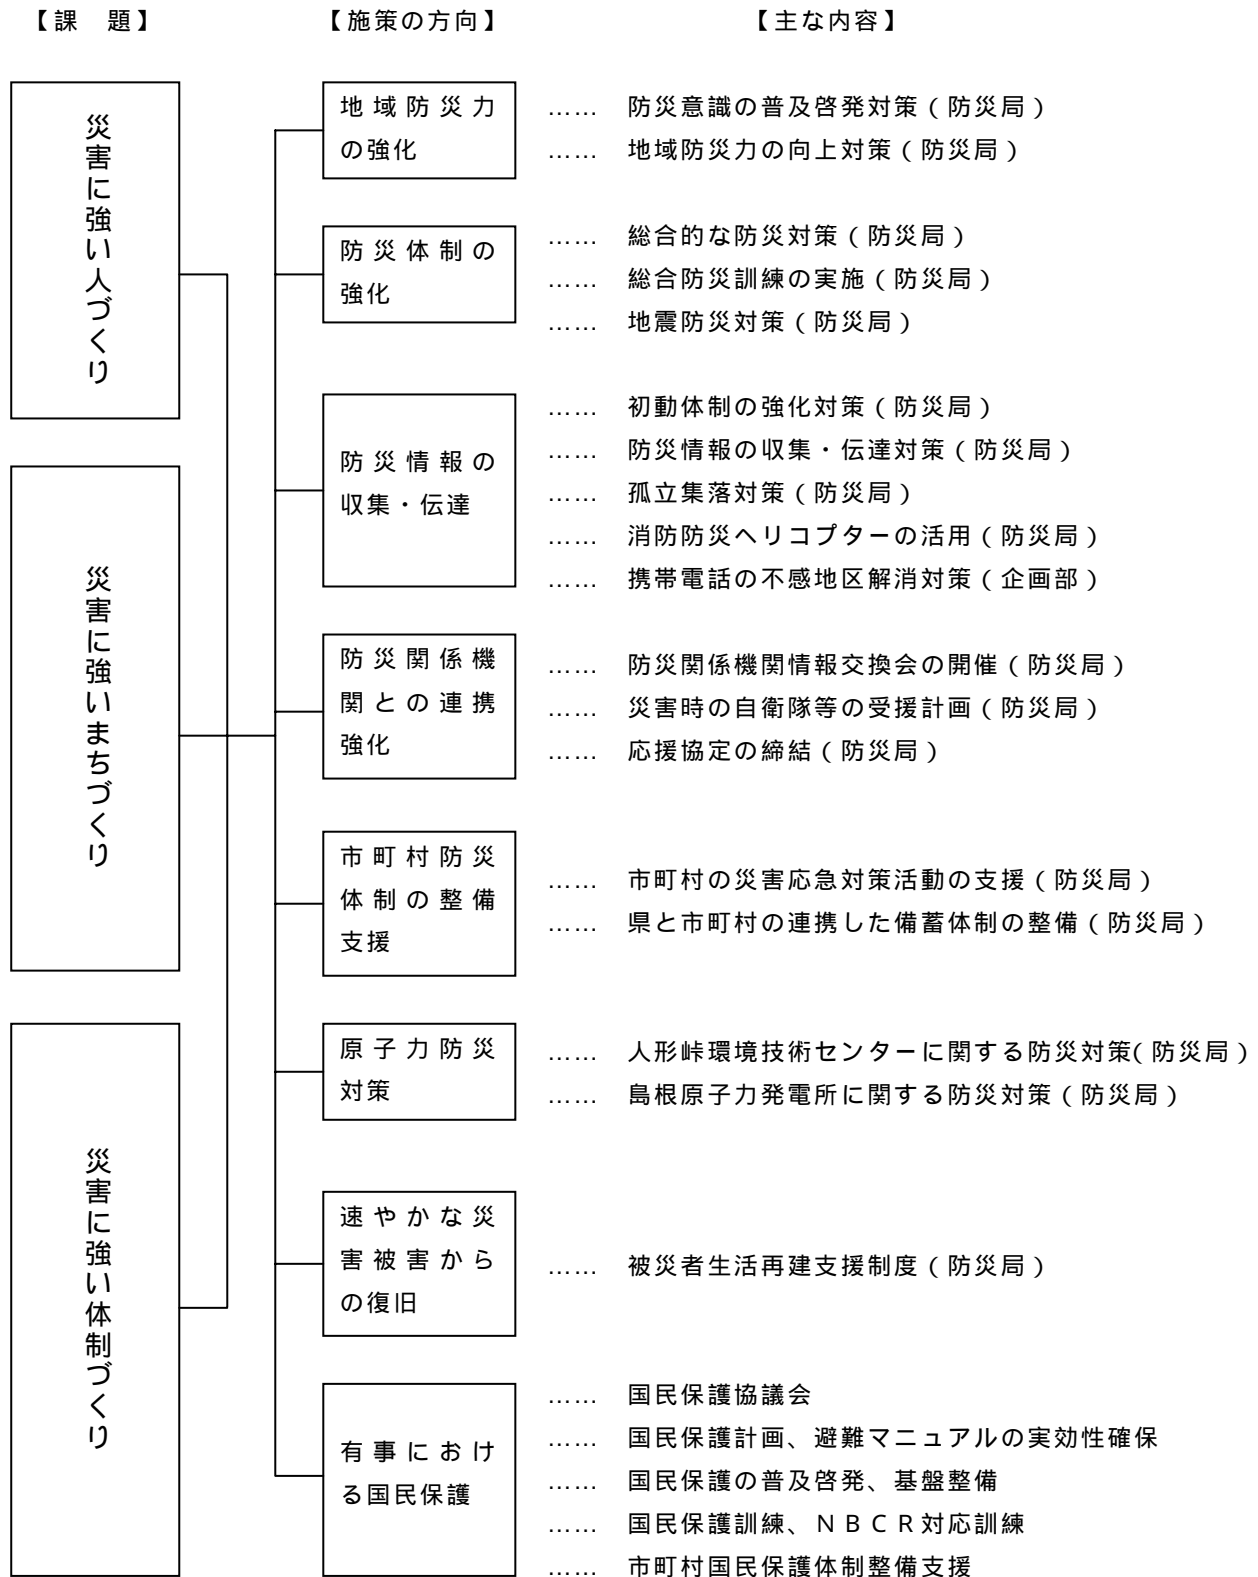 【課　題】　【施策の方向】　【主な内容】
災害に強い人づくり
災害に強いまちづくり
災害に強い体制づくり
地域防災力
の強化
…… 防災意識の普及啓発対策（防災局）
…… 地域防災力の向上対策（防災局）
防災体制の
強化
…… 総合的な防災対策（防災局）
…… 総合防災訓練の実施（防災局）
…… 地震防災対策（防災局）
防災情報の
収集・伝達
…… 初動体制の強化対策（防災局）
…… 防災情報の収集・伝達対策（防災局）
…… 孤立集落対策（防災局）
…… 消防防災ヘリコプターの活用（防災局）
…… 携帯電話の不感地区解消対策（企画部）
防災関係機
関との連携
強化
…… 防災関係機関情報交換会の開催（防災局）
…… 災害時の自衛隊等の受援計画（防災局）
…… 応援協定の締結（防災局）
市町村防災
体制の整備
支援
…… 市町村の災害応急対策活動の支援（防災局）
…… 県と市町村の連携した備蓄体制の整備（防災局）
原子力防災
対策
…… 人形峠環境技術センターに関する防災対策（防災局）
…… 島根原子力発電所に関する防災対策（防災局）
速やかな災
害被害から
の復旧
…… 被災者生活再建支援制度（防災局）
有事におけ
る国民保護
…… 国民保護協議会
…… 国民保護計画、避難マニュアルの実効性確保
…… 国民保護の普及啓発、基盤整備
…… 国民保護訓練、ＮＢＣＲ対応訓練
…… 市町村国民保護体制整備支援